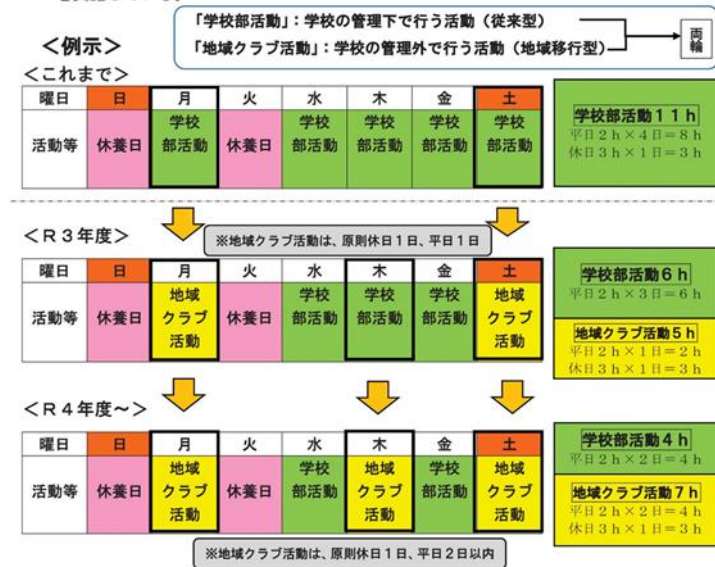 「学校部活動」：学校の管理下で行う活動（従来型）
「地域クラブ活動」：学校の管理外で行う活動（地域移行型）
両輪
＜例示＞
＜これまで＞
曜日 日 月 火 水 木 金 土
活動等 休養日 学校部活動 休養日 学校部活動 学校部活動 学校部活動 学校部活動
学校部活動１１ｈ
平日２ｈ×４日＝８ｈ
休日３ｈ×１日＝３ｈ
＜Ｒ３年度＞
※地域クラブ活動は、原則休日１日、平日１日
曜日 日 月 火 水 木 金 土
活動等 休養日 地域クラブ活動 休養日 学校部活動 学校部活動 学校部活動 地域クラブ活動
学校部活動６ｈ
平日２ｈ×３日＝６ｈ
地域クラブ活動５ｈ
平日２ｈ×１日＝２ｈ
休日３ｈ×１日＝３ｈ
＜Ｒ４年度～＞
曜日 日 月 火 水 木 金 土
活動等 休養日 地域クラブ活動 休養日 学校部活動 地域クラブ活動 学校部活動 地域クラブ活動
学校部活動４ｈ
平日２ｈ×２日＝４ｈ
地域クラブ活動７ｈ
平日２ｈ×２日＝４ｈ
休日３ｈ×１日＝３ｈ
※地域クラブ活動は、原則休日１日、平日２日以内